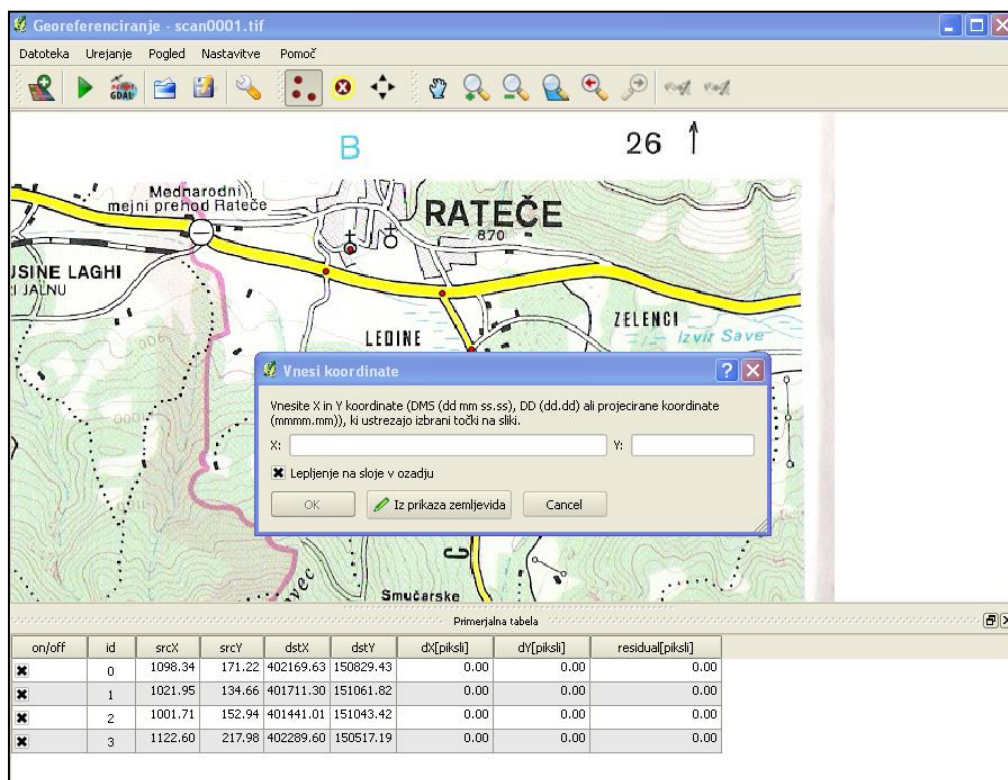 Georeferenciranje - scan0001.tif
Datoteka Urejanje Pogled Nastavitve Pomoč
GDAL
B
26
Mednarodni
mejni prehod Rateče
RATEČE
870
USINE LAGHI
I JALNU
LEDINE
ZELENCI
Izvir Save
Vnesi koordinate
Vnesite X in Y koordinate (DMS (dd mm ss.ss), DD (dd.dd) ali projecirane koordinate
(mmmm.mm)), ki ustrezajo izbrani točki na sliki.
X: Y:
Lepljenje na sloje v ozadju
OK Iz prikaza zemljevida Cancel
Smučarske
Primerjalna tabela
on/off id srcX srcY dstX dstY dX[piksli] dY[piksli] residual[piksli]
0 1098.34 171.22 402169.63 150829.43 0.00 0.00 0.00
1 1021.95 134.66 401711.30 151061.82 0.00 0.00 0.00
2 1001.71 152.94 401441.01 151043.42 0.00 0.00 0.00
3 1122.60 217.98 402289.60 150517.19 0.00 0.00 0.00